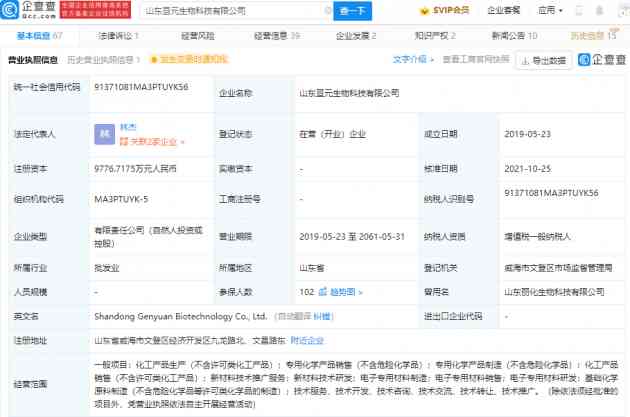 企查查
Qcc.com
全国企业信用查询系统
官方备案企业征信机构
山东亘元生物科技有限公司
查一下
SVIP会员
企业套餐
应用
基本信息 67
法律诉讼 1
经营风险
经营信息 39
企业发展 2
知识产权 2
新闻公告 10
历史信息 15
营业执照信息
历史营业执照信息 1
发生变更时通知我
文字介绍 >
查看工商官网快照
导出数据
企查查
统一社会信用代码
91371081MA3PTUYK56
企业名称
山东亘元生物科技有限公司
法定代表人
林
林杰
关联2家企业 >
登记状态
在营（开业）企业
成立日期
2019-05-23
注册资本
9776.7175万元人民币
实缴资本
-
核准日期
2021-10-25
组织机构代码
MA3PTUYK-5
工商注册号
-
纳税人识别号
91371081MA3PTUYK56
企业类型
有限责任公司（自然人投资或
控股）
营业期限
2019-05-23 至 2061-05-31
纳税人资质
增值税一般纳税人
所属行业
批发业
所属地区
山东省
登记机关
威海市文登区市场监督管理局
人员规模
-
参保人数
102
趋势图 >
曾用名
山东丽化生物科技有限公司
英文名
Shandong Genyuan Biotechnology Co., Ltd.（自动翻译 纠错）
进出口企业代码
-
注册地址
山东省威海市文登区经济开发区九龙路北、文昌路东 附近企业
经营范围
一般项目：化工产品生产（不含许可类化工产品）；专用化学产品销售（不含危险化学品）；专用化学产品制造（不含危险化学品）；化工产
品销售（不含许可类化工产品）；新材料技术推广服务；新材料技术研发；电子专用材料制造；电子专用材料销售；电子专用材料研发；基础化学
原料制造（不含危险化学品等许可类化学品的制造）；技术服务、技术开发、技术咨询、技术交流、技术转让、技术推广。（除依法须经批准的
项目外，凭营业执照依法自主开展经营活动）